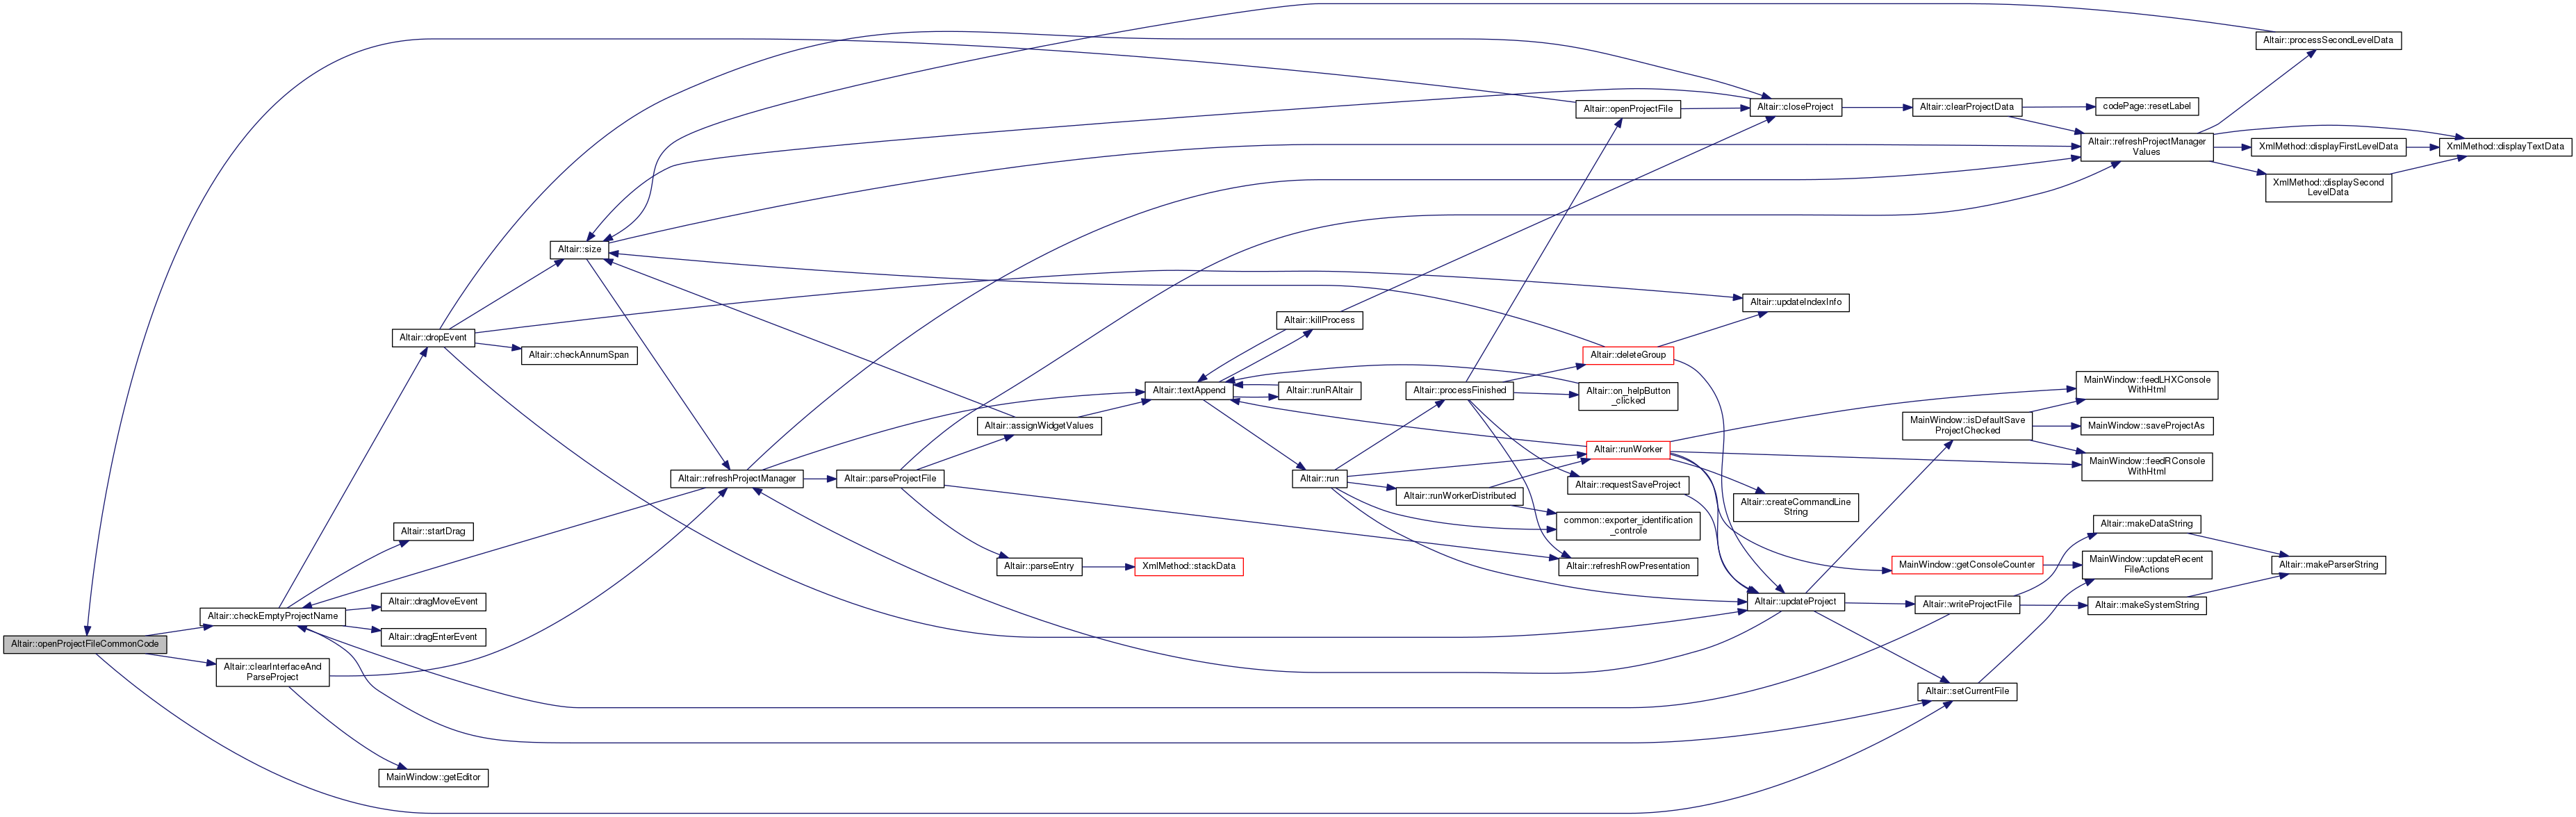 Altair::openProjectFileCommonCode
Altair::checkEmptyProjectName
Altair::clearInterfaceAnd
ParseProject
Altair::dropEvent
Altair::startDrag
Altair::dragMoveEvent
Altair::dragEnterEvent
MainWindow::getEditor
Altair::size
Altair::checkAnnumSpan
Altair::refreshProjectManager
Altair::parseProjectFile
Altair::assignWidgetValues
Altair::parseEntry
Altair::textAppend
XmlMethod::stackData
Altair::killProcess
Altair::runRAltair
Altair::run
Altair::processFinished
Altair::runWorkerDistributed
Altair::openProjectFile
Altair::deleteGroup
Altair::on_helpButton
_clicked
Altair::runWorker
Altair::requestSaveProject
common::exporter_identification
_controle
Altair::refreshRowPresentation
Altair::closeProject
Altair::updateIndexInfo
Altair::createCommandLine
String
Altair::updateProject
Altair::clearProjectData
MainWindow::isDefaultSave
ProjectChecked
MainWindow::getConsoleCounter
Altair::writeProjectFile
Altair::setCurrentFile
codePage::resetLabel
Altair::refreshProjectManager
Values
MainWindow::feedLHXConsole
WithHtml
MainWindow::saveProjectAs
MainWindow::feedRConsole
WithHtml
Altair::makeDataString
MainWindow::updateRecent
FileActions
Altair::makeSystemString
Altair::processSecondLevelData
XmlMethod::displayFirstLevelData
XmlMethod::displaySecond
LevelData
Altair::makeParserString
XmlMethod::displayTextData